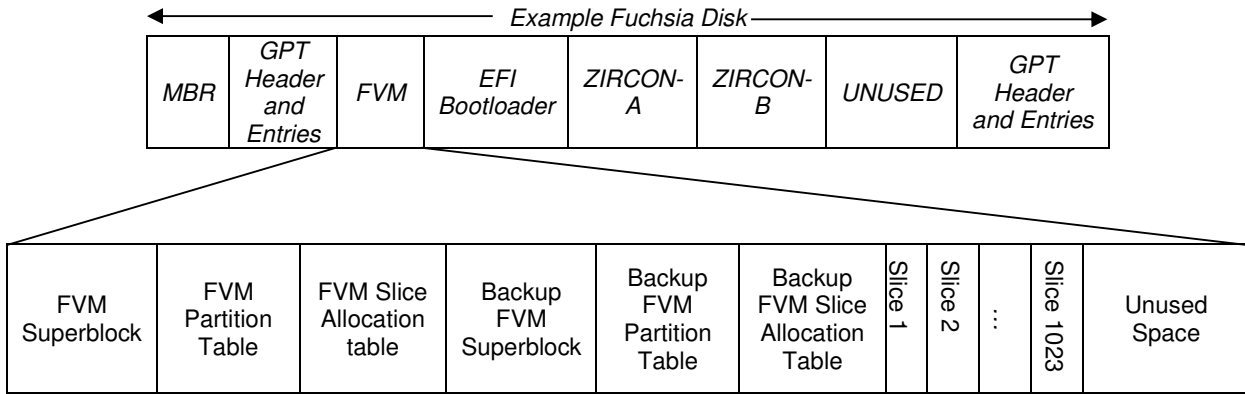 Example Fuchsia Disk
MBR
GPT
Header
and
Entries
FVM
EFI
Bootloader
ZIRCON-
A
ZIRCON-
B
UNUSED
GPT
Header
and Entries
FVM
Superblock
FVM
Partition
Table
FVM Slice
Allocation
table
Backup
FVM
Superblock
Backup
FVM
Partition
Table
Backup
FVM Slice
Allocation
Table
Slice 1
Slice 2
...
Slice 1023
Unused
Space